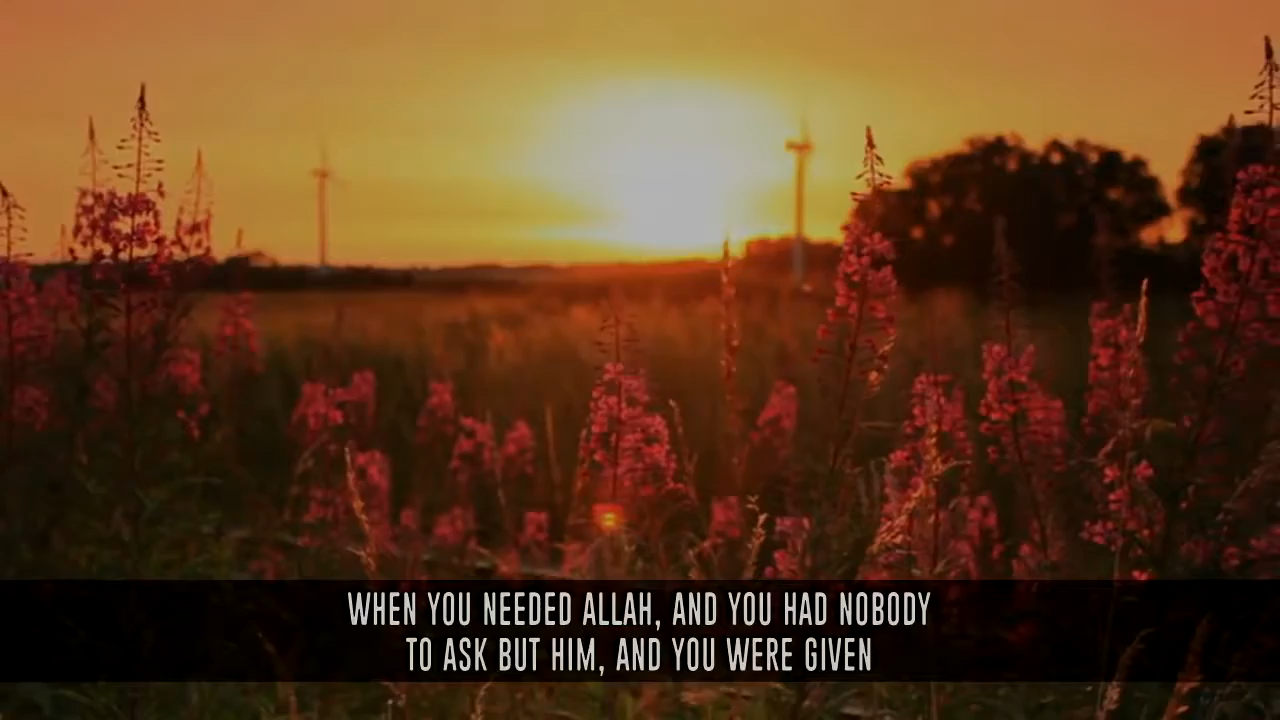 WHEN YOU NEEDED ALLAH, AND YOU HAD NOBODY
TO ASK BUT HIM, AND YOU WERE GIVEN